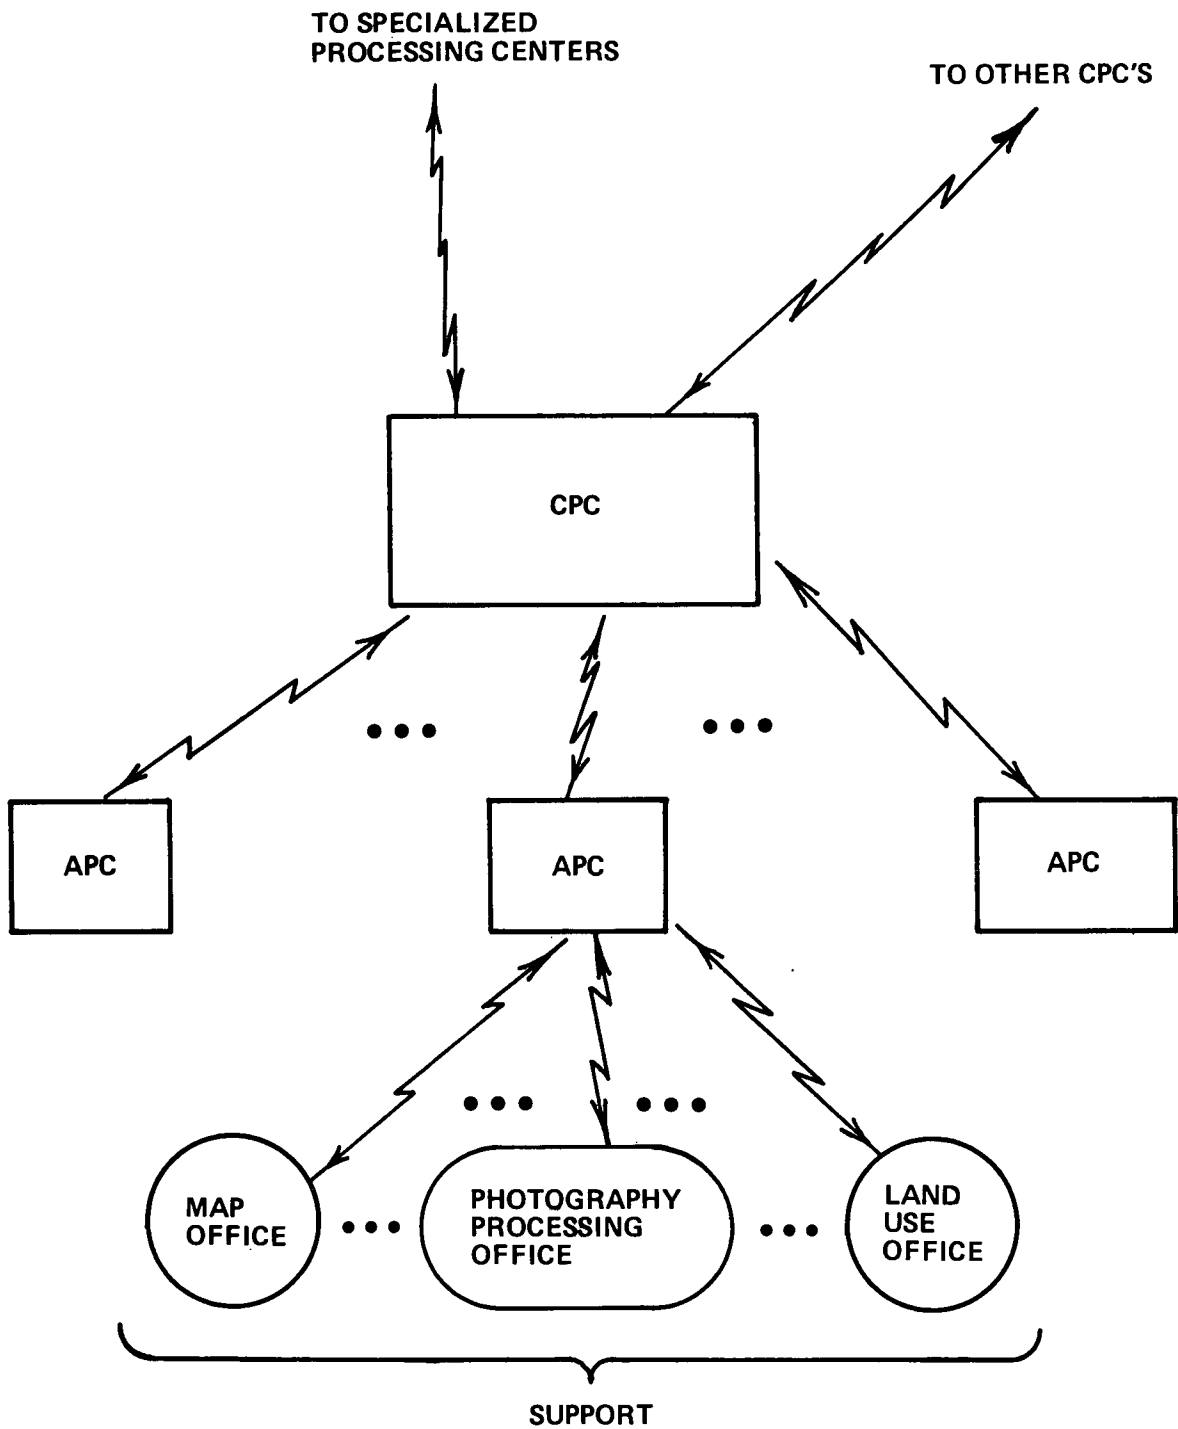 TO SPECIALIZED
PROCESSING CENTERS
TO OTHER CPC'S
CPC
APC
APC
APC
MAP
OFFICE
PHOTOGRAPHY
PROCESSING
OFFICE
LAND
USE
OFFICE
SUPPORT